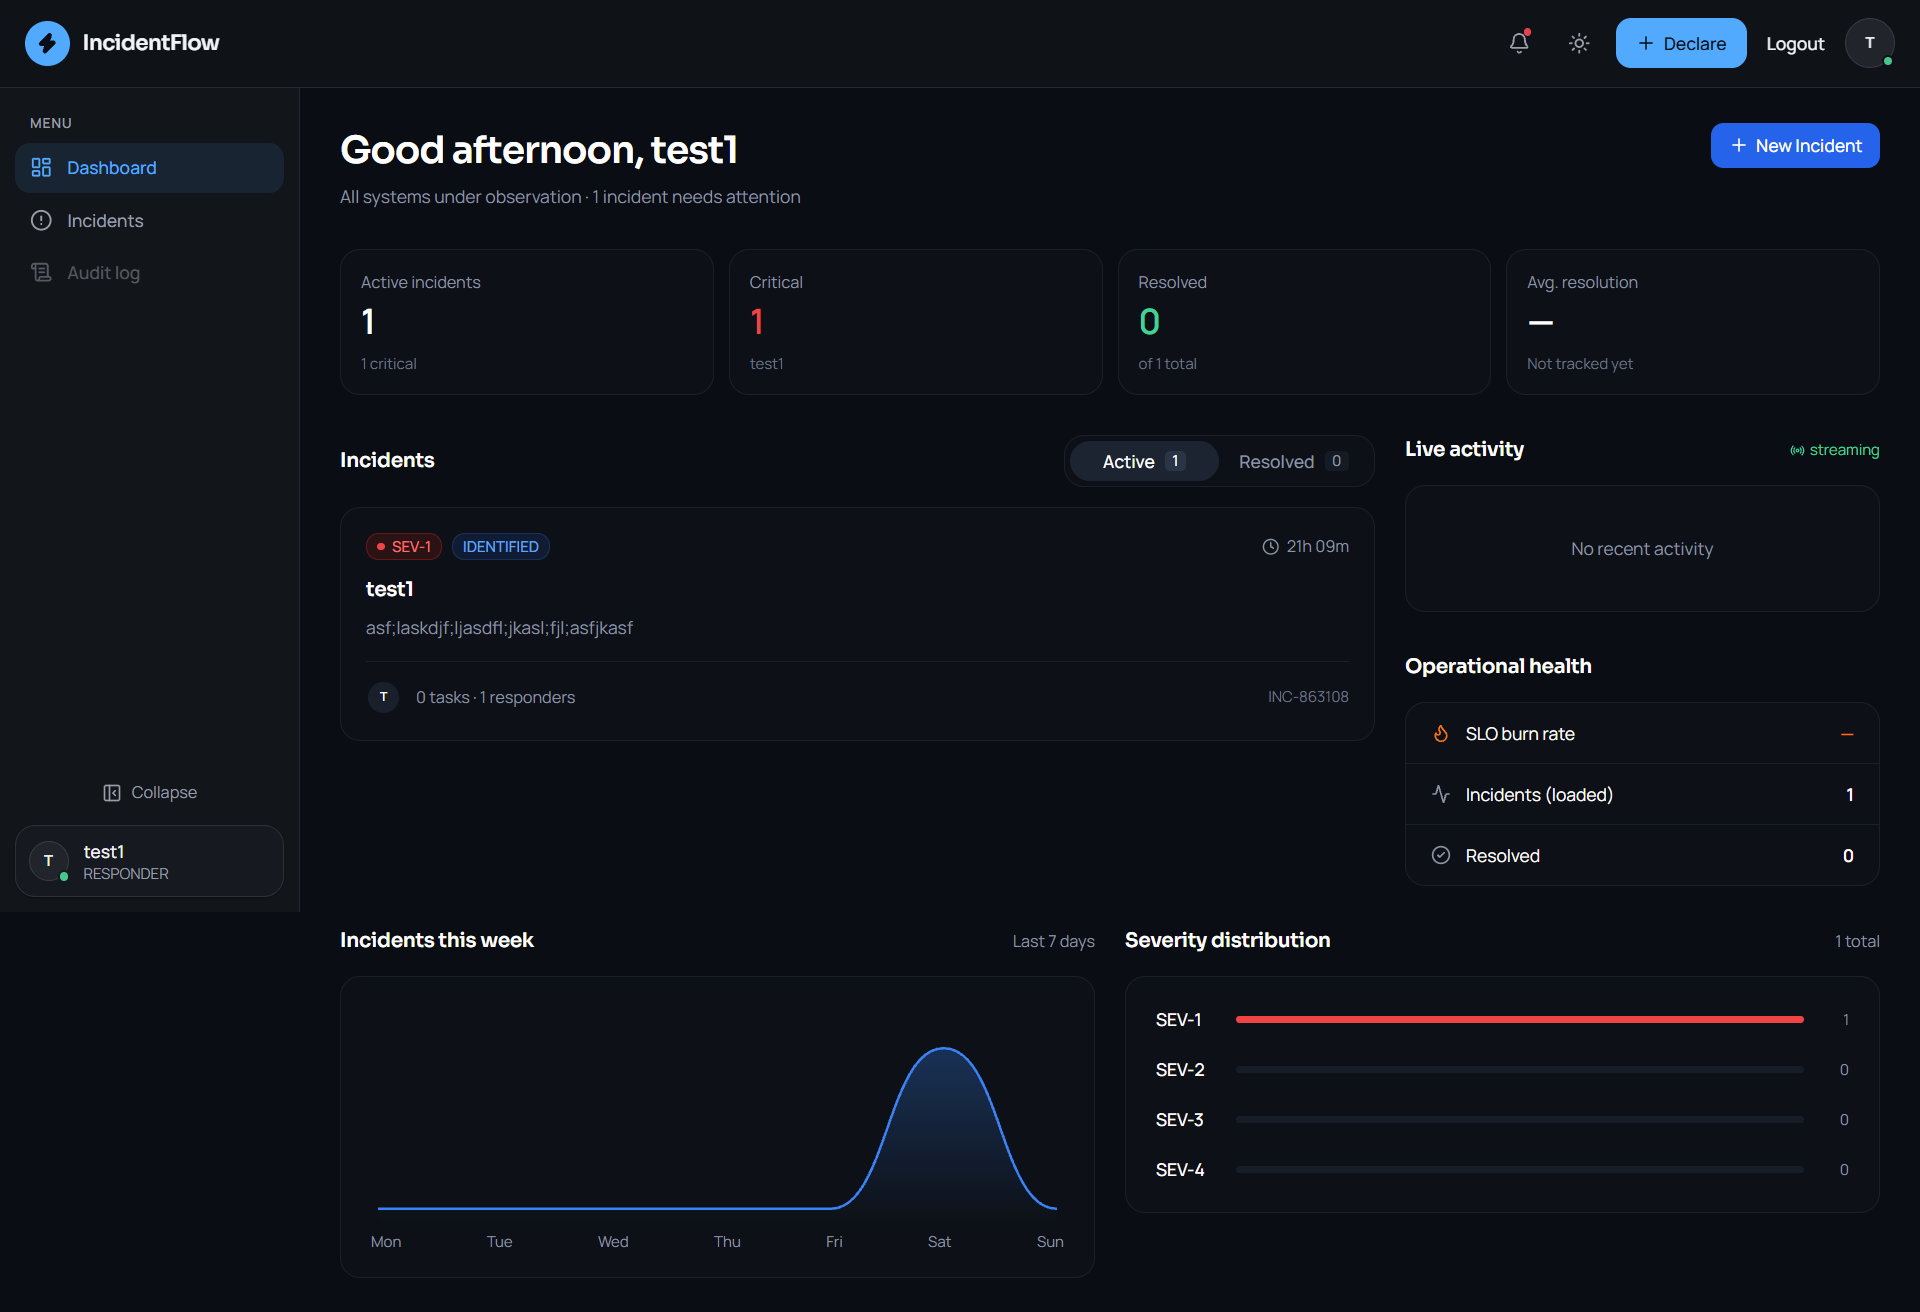 IncidentFlow
Declare
Logout
T
MENU
Dashboard
Incidents
Audit log
Collapse
T
test1
RESPONDER
Good afternoon, test1
All systems under observation · 1 incident needs attention
New Incident
Active incidents
1
1 critical
Critical
1
test1
Resolved
0
of 1 total
Avg. resolution
—
Not tracked yet
Incidents
Active 1
Resolved 0
SEV-1
IDENTIFIED
21h 09m
test1
asf;laskdjf;ljasdfl;jkasl;fjl;asfjkasf
T
0 tasks · 1 responders
INC-863108
Live activity
streaming
No recent activity
Operational health
SLO burn rate
—
Incidents (loaded)
1
Resolved
0
Incidents this week
Last 7 days
Mon
Tue
Wed
Thu
Fri
Sat
Sun
Severity distribution
1 total
SEV-1
1
SEV-2
0
SEV-3
0
SEV-4
0